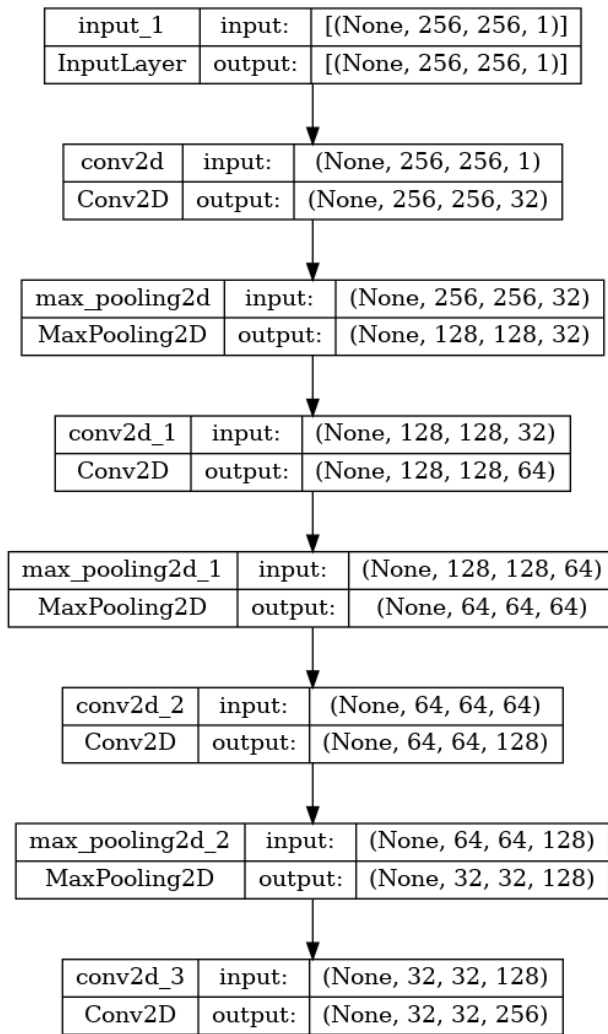 input_1 input: [(None, 256, 256, 1)]
InputLayer output: [(None, 256, 256, 1)]
conv2d input: (None, 256, 256, 1)
Conv2D output: (None, 256, 256, 32)
max_pooling2d input: (None, 256, 256, 32)
MaxPooling2D output: (None, 128, 128, 32)
conv2d_1 input: (None, 128, 128, 32)
Conv2D output: (None, 128, 128, 64)
max_pooling2d_1 input: (None, 128, 128, 64)
MaxPooling2D output: (None, 64, 64, 64)
conv2d_2 input: (None, 64, 64, 64)
Conv2D output: (None, 64, 64, 128)
max_pooling2d_2 input: (None, 64, 64, 128)
MaxPooling2D output: (None, 32, 32, 128)
conv2d_3 input: (None, 32, 32, 128)
Conv2D output: (None, 32, 32, 256)